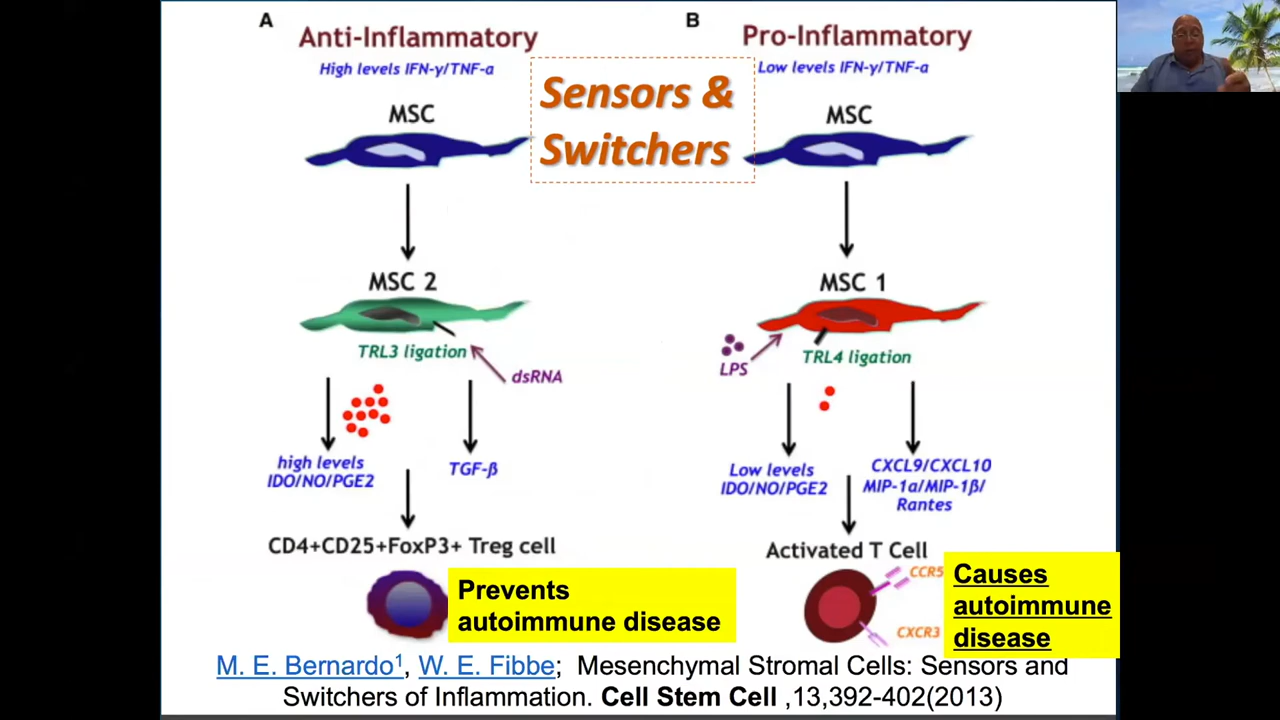 A
Anti-Inflammatory
High levels IFN-γ/TNF-α
MSC
MSC 2
TRL3 ligation
dsRNA
high levels
IDO/NO/PGE2
TGF-β
CD4+CD25+FoxP3+ Treg cell
Prevents
autoimmune disease
Sensors &
Switchers
B
Pro-Inflammatory
Low levels IFN-γ/TNF-α
MSC
MSC 1
LPS
TRL4 ligation
Low levels
IDO/NO/PGE2
CXCL9/CXCL10
MIP-1α/MIP-1β/
Rantes
Activated T Cell
CCR5
CXCR3
Causes
autoimmune
disease
M. E. Bernardo¹, W. E. Fibbe; Mesenchymal Stromal Cells: Sensors and
Switchers of Inflammation. Cell Stem Cell ,13,392-402(2013)